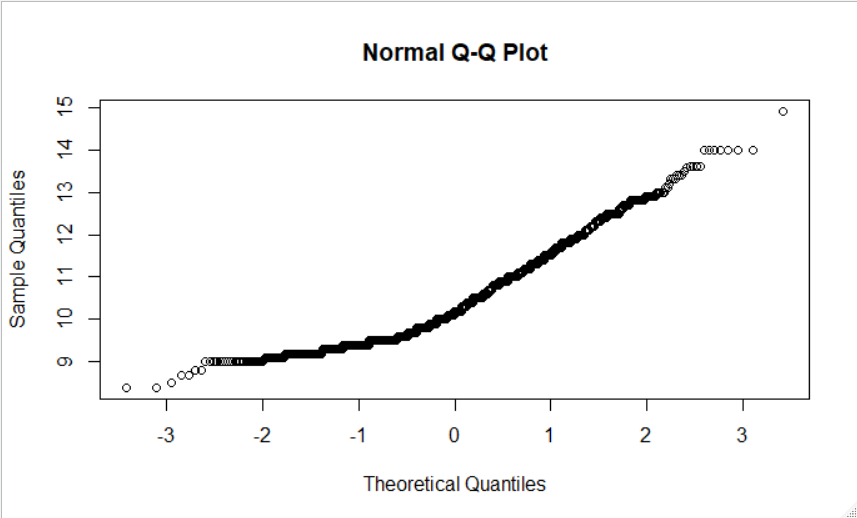 Normal Q-Q Plot
Sample Quantiles
15
14
13
12
11
10
9
-3 -2 -1 0 1 2 3
Theoretical Quantiles